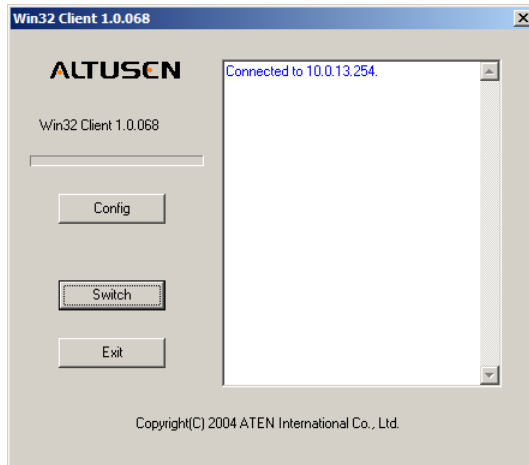 Win32 Client 1.0.068
ALTUSEN
Connected to 10.0.13.254.
Win32 Client 1.0.068
Config
Switch
Exit
Copyright(C) 2004 ATEN International Co., Ltd.